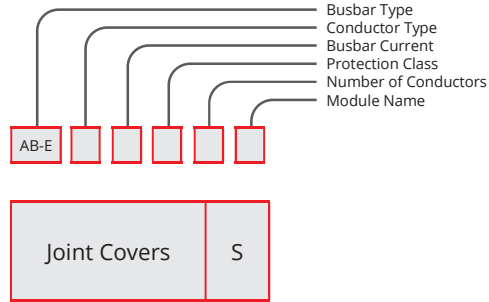 Busbar Type
Conductor Type
Busbar Current
Protection Class
Number of Conductors
Module Name
AB-E
Joint Covers S